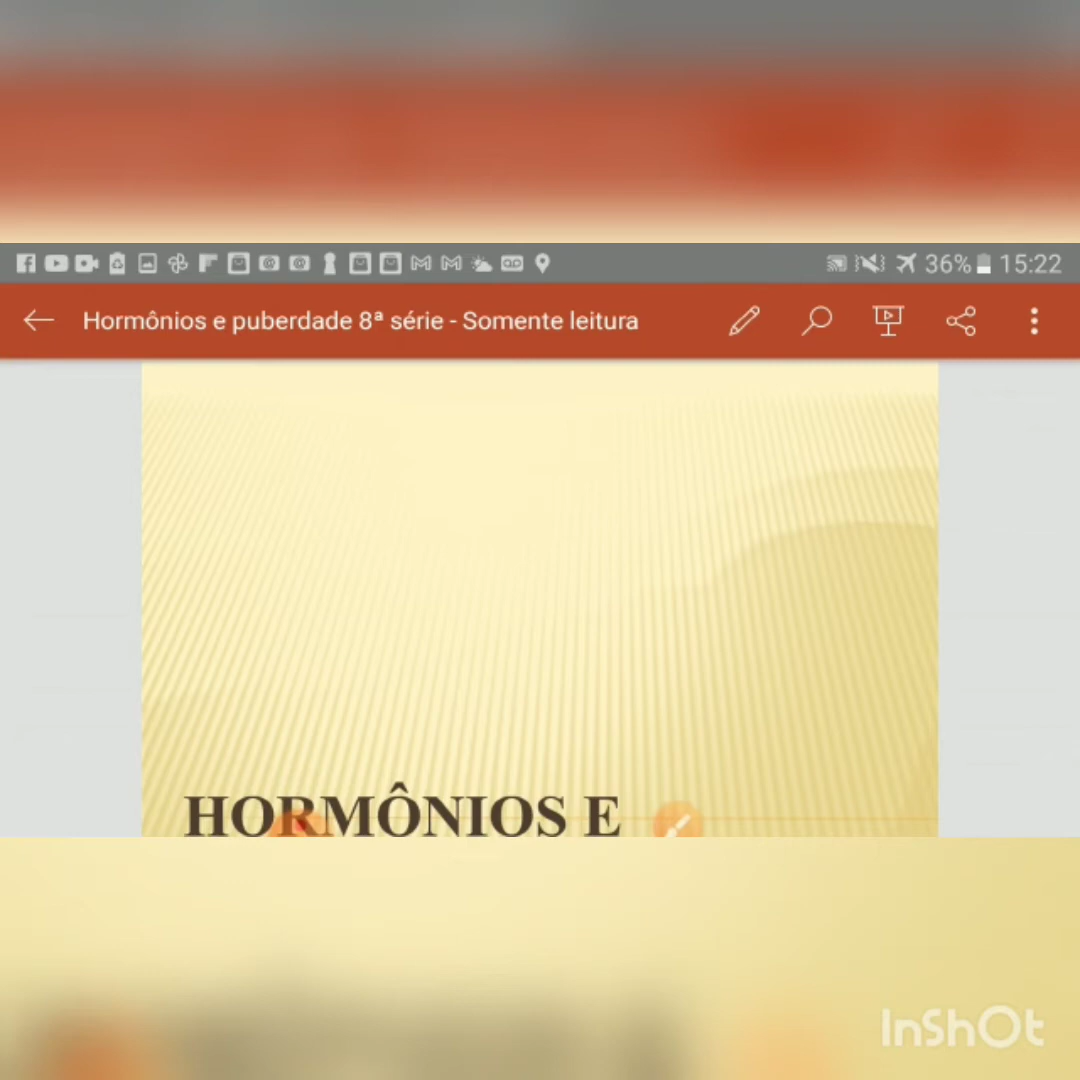 36% 15:22
Hormônios e puberdade 8ª série - Somente leitura
HORMÔNIOS E
InShOt